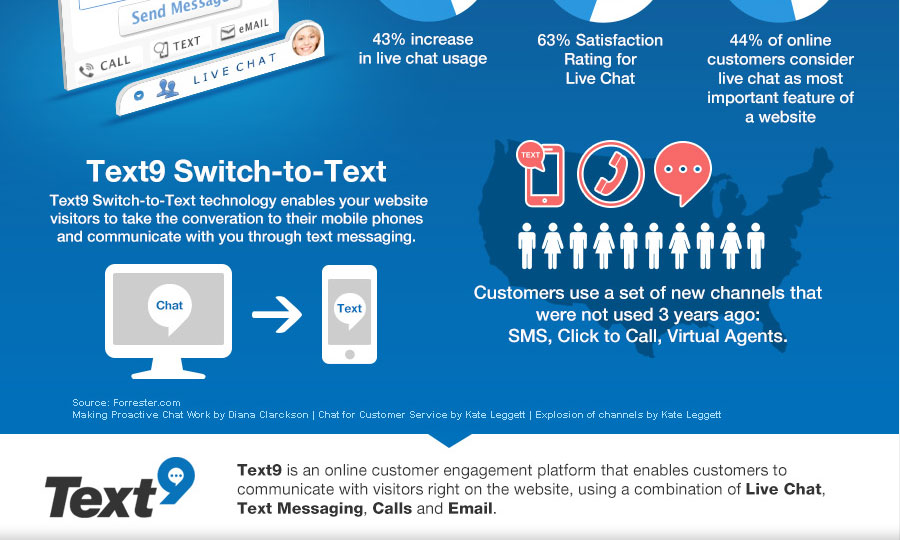 Send Message
CALL
TEXT
eMAIL
LIVE CHAT
43% increase
in live chat usage
63% Satisfaction
Rating for
Live Chat
44% of online
customers consider
live chat as most
important feature of
a website
Text9 Switch-to-Text
Text9 Switch-to-Text technology enables your website
visitors to take the converation to their mobile phones
and communicate with you through text messaging.
Chat
Text
TEXT
Customers use a set of new channels that
were not used 3 years ago:
SMS, Click to Call, Virtual Agents.
Source: Forrester.com
Making Proactive Chat Work by Diana Clarckson | Chat for Customer Service by Kate Leggett | Explosion of channels by Kate Leggett
Text9
Text9 is an online customer engagement platform that enables customers to
communicate with visitors right on the website, using a combination of Live Chat,
Text Messaging, Calls and Email.